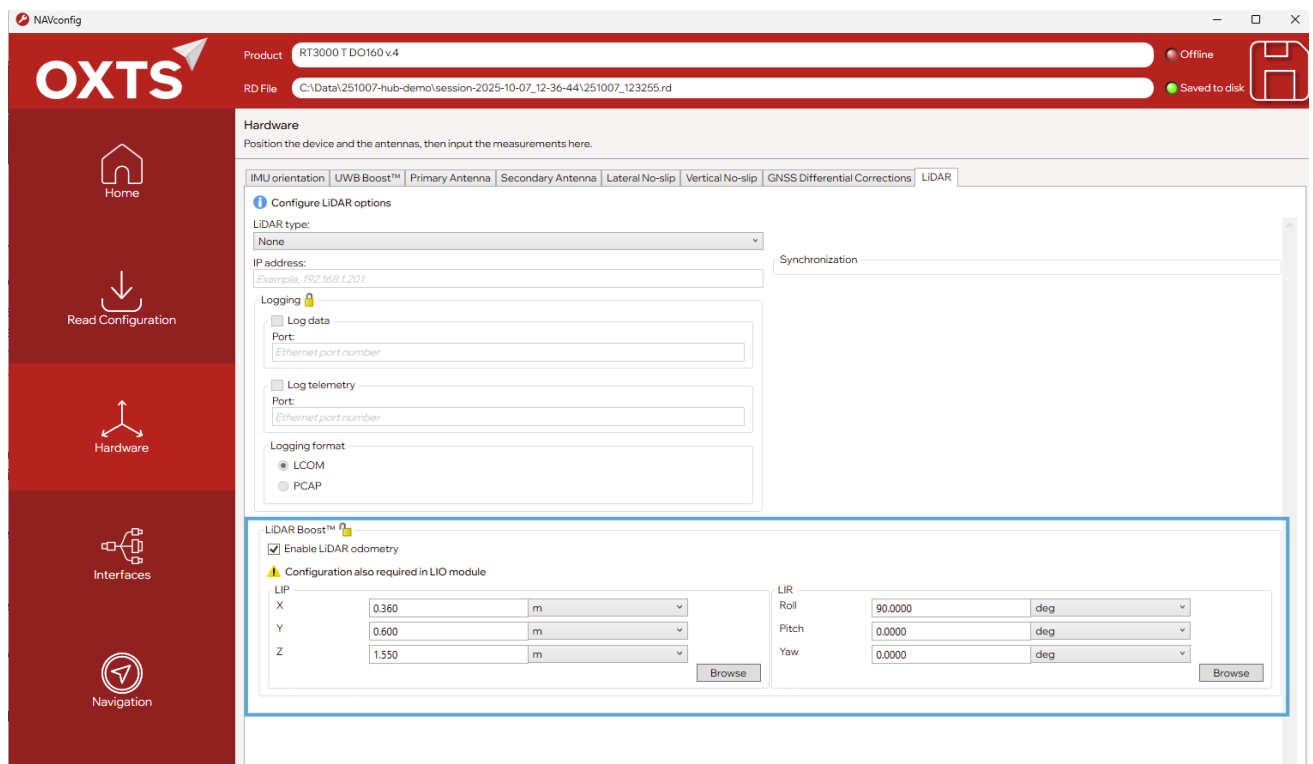 NAVconfig
OXTS
Product RT3000 T DO160 v.4 Offline
RD File C:\Data\251007-hub-demo\session-2025-10-07_12-36-44\251007_123255.rd Saved to disk
Home
Read Configuration
Hardware
Interfaces
Navigation
Hardware
Position the device and the antennas, then input the measurements here.
IMU orientation UWB Boost™ Primary Antenna Secondary Antenna Lateral No-slip Vertical No-slip GNSS Differential Corrections LiDAR
Configure LiDAR options
LiDAR type:
None
IP address:
Example, 192.168.1.201
Synchronization
Logging
Log data
Port:
Ethernet port number
Log telemetry
Port:
Ethernet port number
Logging format
LCOM
PCAP
LiDAR Boost™
Enable LiDAR odometry
Configuration also required in LIO module
LIP
X 0.360 m
Y 0.600 m
Z 1.550 m
Browse
LIR
Roll 90.0000 deg
Pitch 0.0000 deg
Yaw 0.0000 deg
Browse